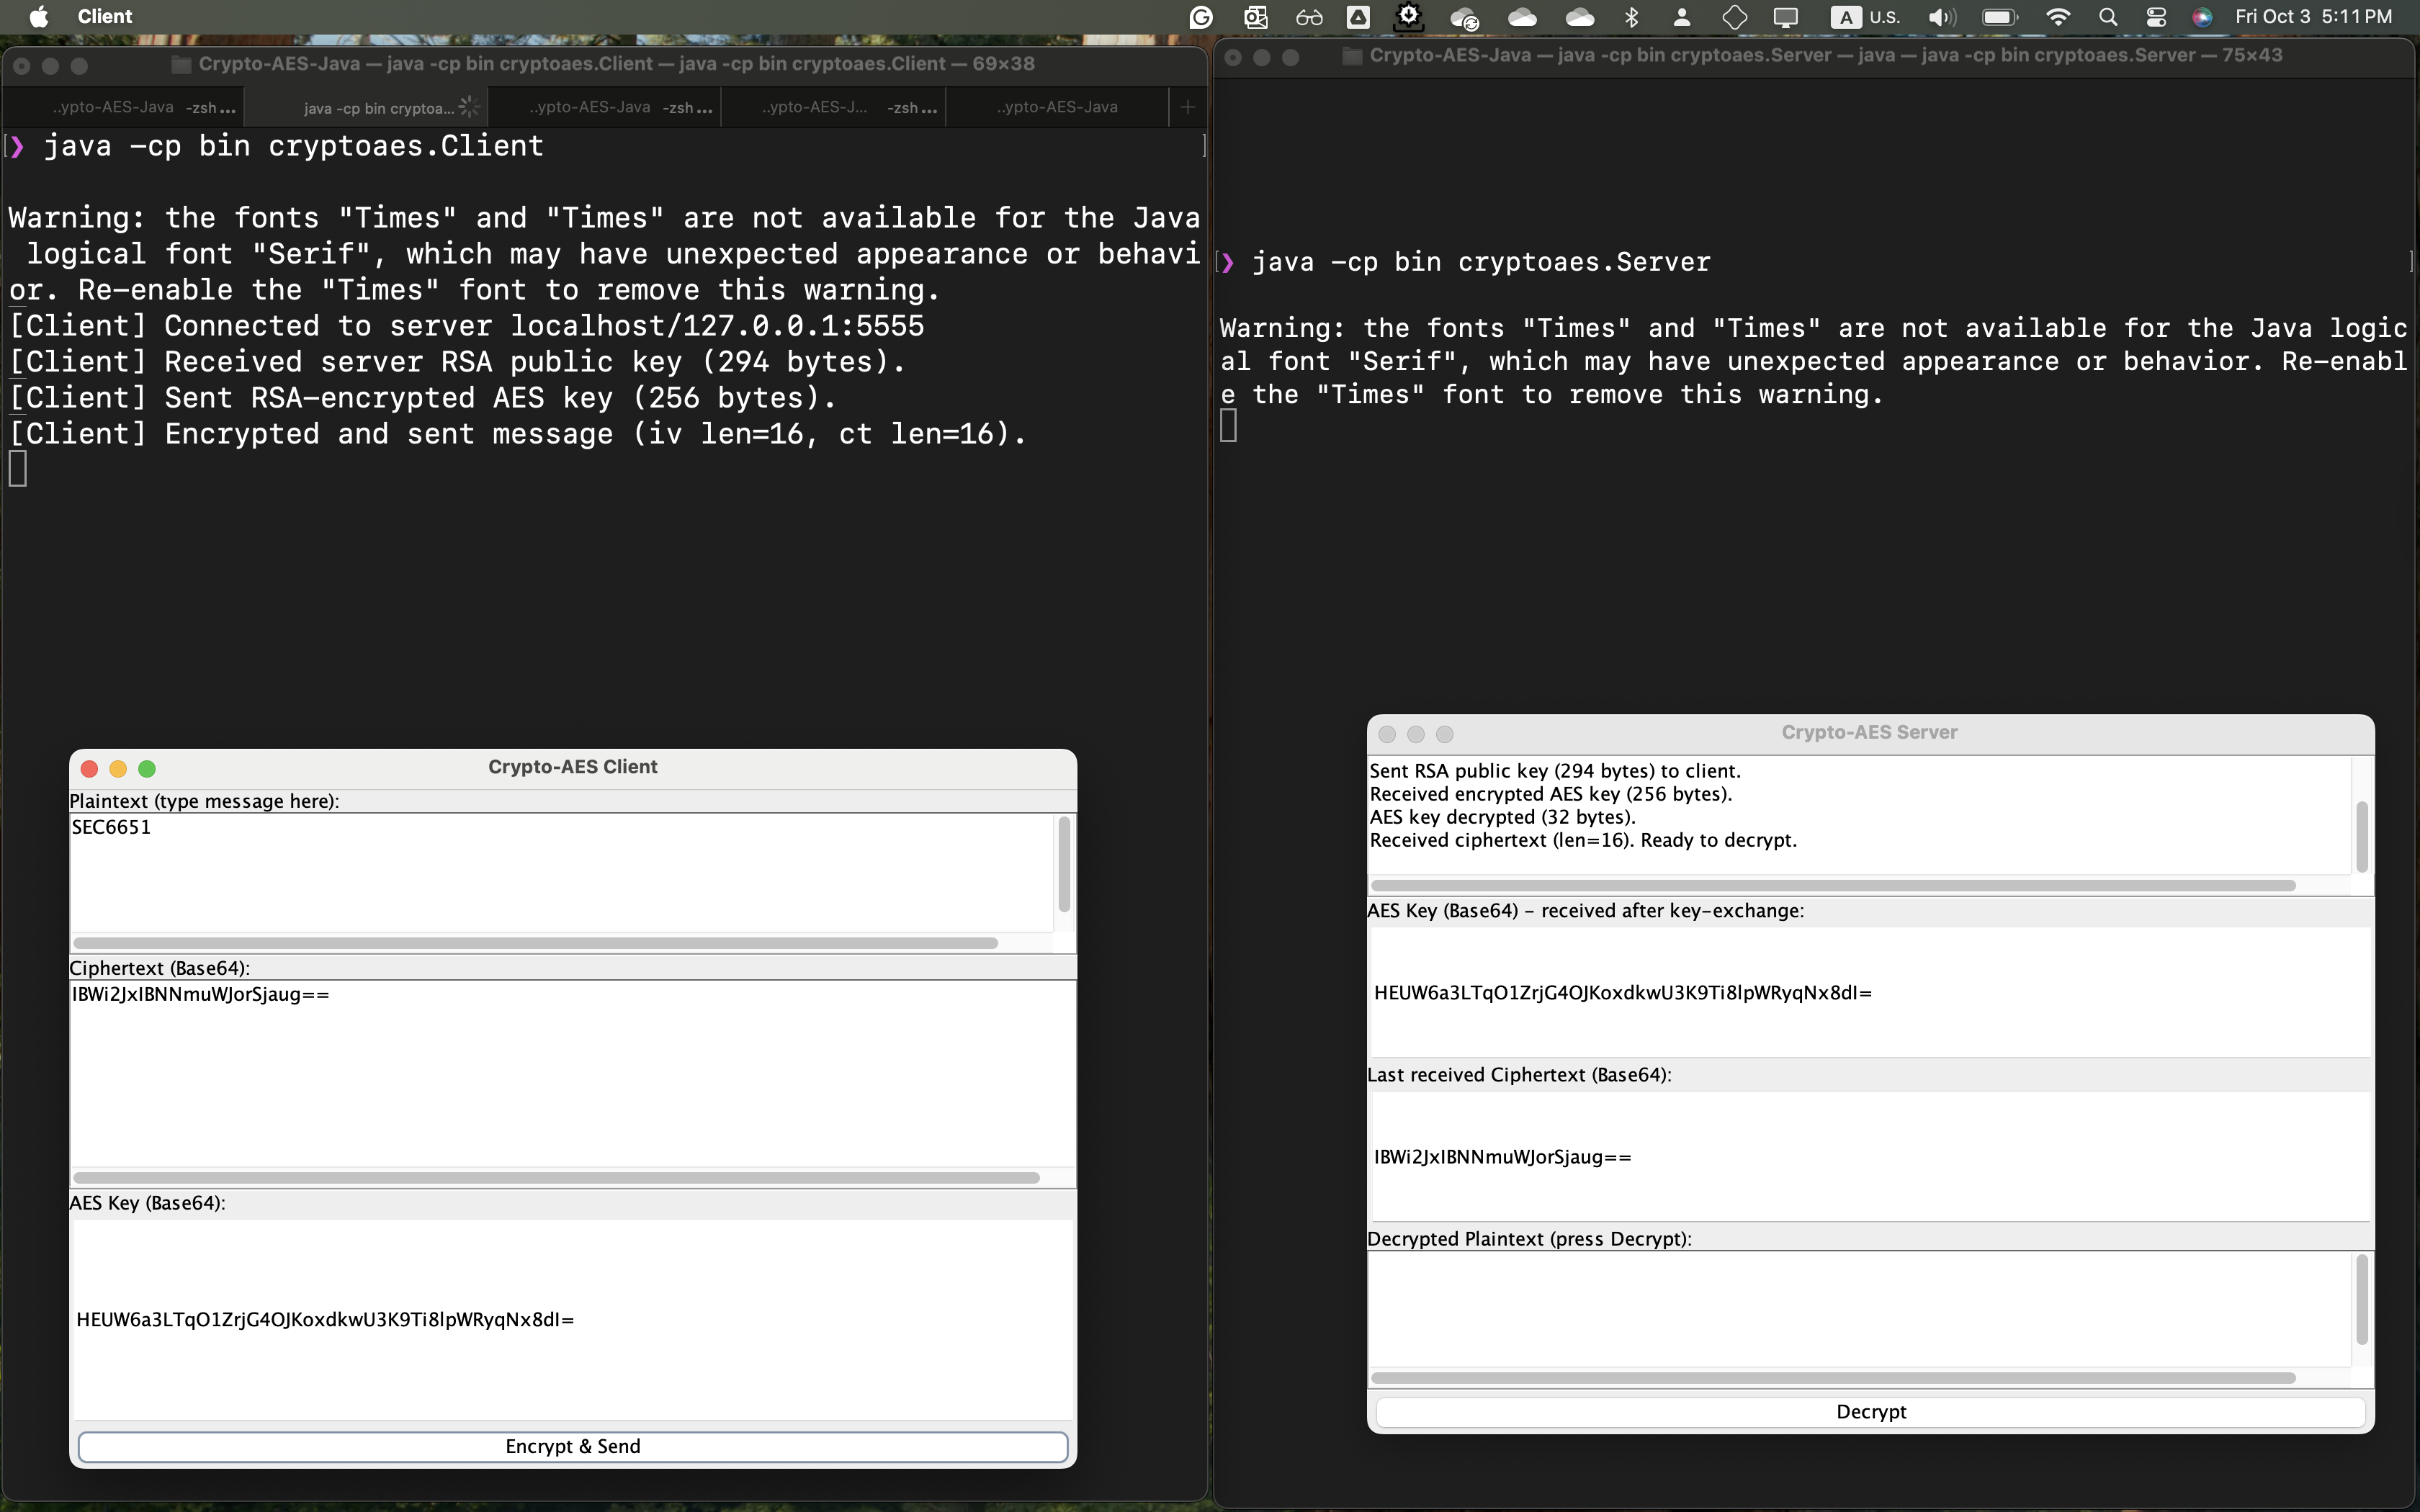 Client
A U.S.
Fri Oct 3 5:11 PM
Crypto-AES-Java — java -cp bin cryptoaes.Client — java -cp bin cryptoaes.Client — 69×38
..ypto-AES-Java -zsh ...
java -cp bin cryptoa...
..ypto-AES-Java -zsh ...
..ypto-AES-J... -zsh ...
..ypto-AES-Java
+
[❯ java -cp bin cryptoaes.Client ]
Warning: the fonts "Times" and "Times" are not available for the Java
 logical font "Serif", which may have unexpected appearance or behavi
or. Re-enable the "Times" font to remove this warning.
[Client] Connected to server localhost/127.0.0.1:5555
[Client] Received server RSA public key (294 bytes).
[Client] Sent RSA-encrypted AES key (256 bytes).
[Client] Encrypted and sent message (iv len=16, ct len=16).
Crypto-AES Client
Plaintext (type message here):
SEC6651
Ciphertext (Base64):
IBWi2JxIBNNmuWJorSjaug==
AES Key (Base64):
HEUW6a3LTqO1ZrjG4OJKoxdkwU3K9Ti8lpWRyqNx8dI=
Encrypt & Send
Crypto-AES-Java — java -cp bin cryptoaes.Server — java — java -cp bin cryptoaes.Server — 75×43
[❯ java -cp bin cryptoaes.Server ]
Warning: the fonts "Times" and "Times" are not available for the Java logic
al font "Serif", which may have unexpected appearance or behavior. Re-enabl
e the "Times" font to remove this warning.
Crypto-AES Server
Sent RSA public key (294 bytes) to client.
Received encrypted AES key (256 bytes).
AES key decrypted (32 bytes).
Received ciphertext (len=16). Ready to decrypt.
AES Key (Base64) - received after key-exchange:
HEUW6a3LTqO1ZrjG4OJKoxdkwU3K9Ti8lpWRyqNx8dI=
Last received Ciphertext (Base64):
IBWi2JxIBNNmuWJorSjaug==
Decrypted Plaintext (press Decrypt):
Decrypt